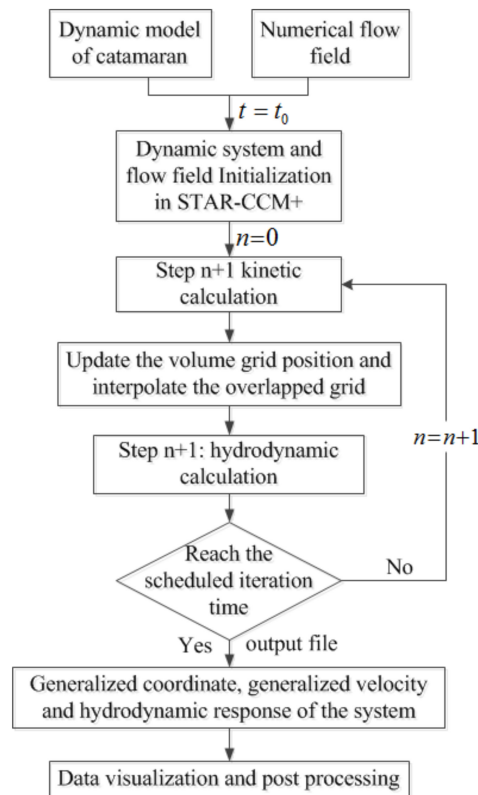 Dynamic model
of catamaran
Numerical flow
field
t = t₀
Dynamic system and
flow field Initialization
in STAR-CCM+
n=0
Step n+1 kinetic
calculation
Update the volume grid position and
interpolate the overlapped grid
n=n+1
Step n+1: hydrodynamic
calculation
Reach the
scheduled iteration
time
No
Yes
output file
Generalized coordinate, generalized velocity
and hydrodynamic response of the system
Data visualization and post processing